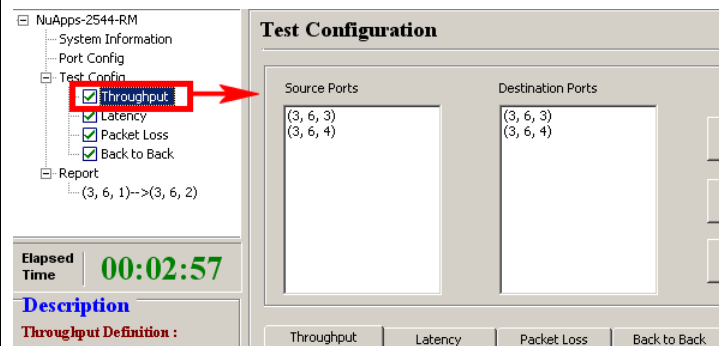 NuApps-2544-RM
System Information
Port Config
Test Config
Throughput
Latency
Packet Loss
Back to Back
Report
(3, 6, 1)-->(3, 6, 2)
Elapsed
Time
00:02:57
Description
Throughput Definition :
Test Configuration
Source Ports
Destination Ports
(3, 6, 3)
(3, 6, 4)
(3, 6, 3)
(3, 6, 4)
Throughput
Latency
Packet Loss
Back to Back